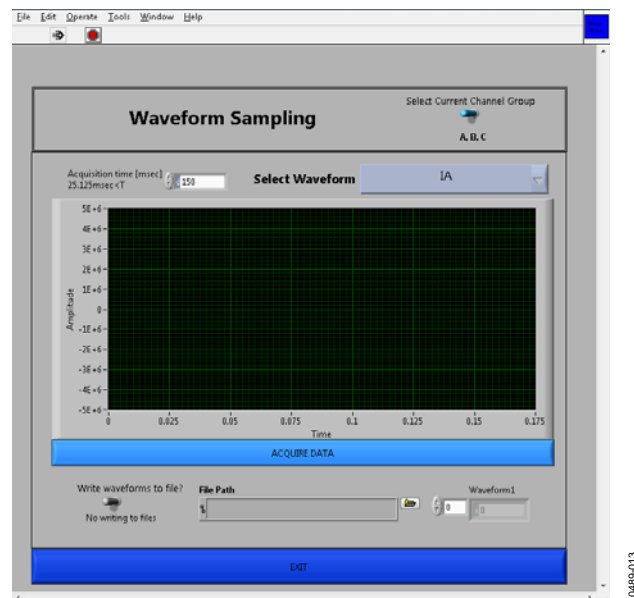 File Edit Operate Tools Window Help
Waveform Sampling
Select Current Channel Group
A, B, C
Acquisition time [msec]
25.125msec<T
150
Select Waveform
IA
5E+6
4E+6
3E+6
2E+6
1E+6
0
-1E+6
-2E+6
-3E+6
-4E+6
-5E+6
Amplitude
0 0.025 0.05 0.075 0.1 0.125 0.15 0.175
Time
ACQUIRE DATA
Write waveforms to file?
No writing to files
File Path
0
Waveform1
0
EXIT
0489-013